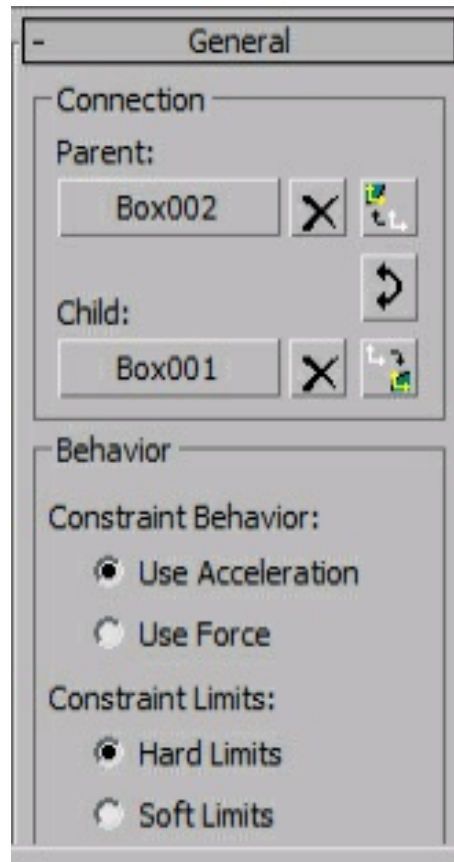 - General
Connection
Parent:
Box002
Child:
Box001
Behavior
Constraint Behavior:
Use Acceleration
Use Force
Constraint Limits:
Hard Limits
Soft Limits